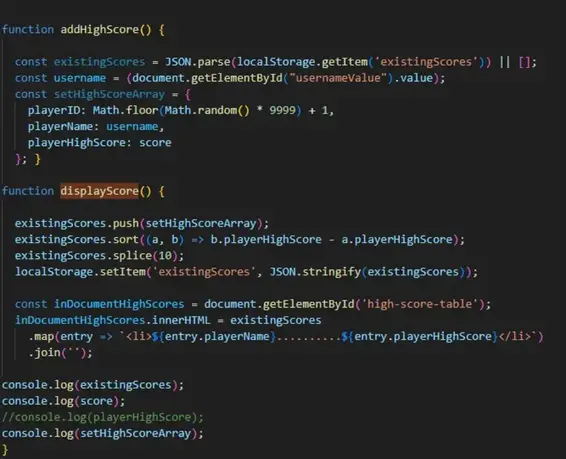 function addHighScore() {
const existingScores = JSON.parse(localStorage.getItem('existingScores')) || [];
const username = (document.getElementById("usernameValue").value);
const setHighScoreArray = {
playerID: Math.floor(Math.random() * 9999) + 1,
playerName: username,
playerHighScore: score
}; }
function displayScore() {
existingScores.push(setHighScoreArray);
existingScores.sort((a, b) => b.playerHighScore - a.playerHighScore);
existingScores.splice(10);
localStorage.setItem('existingScores', JSON.stringify(existingScores));
const inDocumentHighScores = document.getElementById('high-score-table');
inDocumentHighScores.innerHTML = existingScores
.map(entry => `<li>${entry.playerName}..........${entry.playerHighScore}</li>`)
.join(``);
console.log(existingScores);
console.log(score);
//console.log(playerHighScore);
console.log(setHighScoreArray);
}